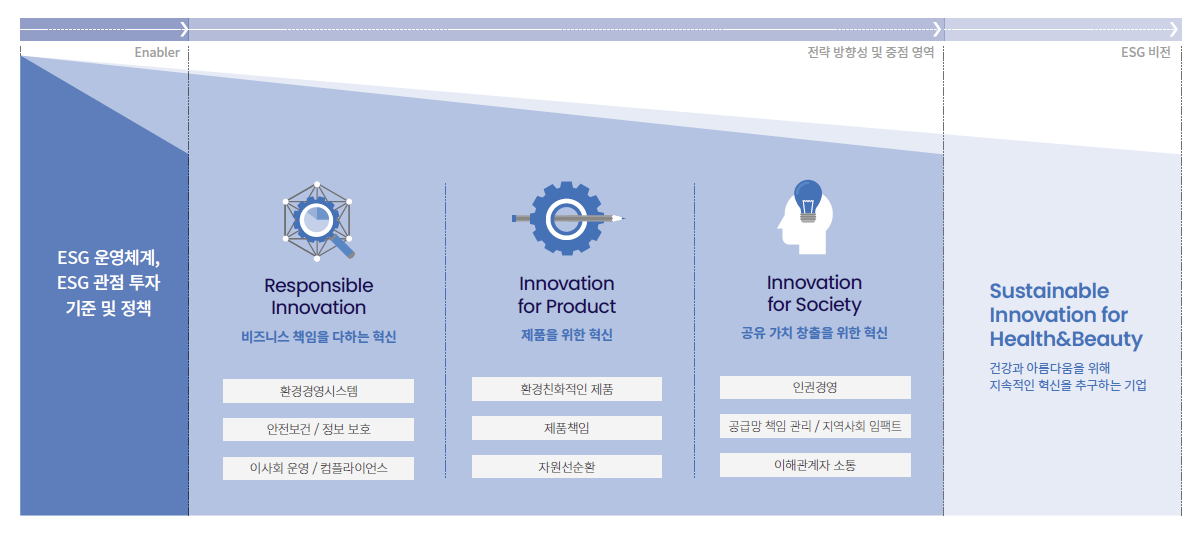 Enabler
전략 방향성 및 중점 영역
ESG 비전
ESG 운영체계,
ESG 관점 투자
기준 및 정책
Responsible
Innovation
비즈니스 책임을 다하는 혁신
환경경영시스템
안전보건 / 정보 보호
이사회 운영 / 컴플라이언스
Innovation
for Product
제품을 위한 혁신
환경친화적인 제품
제품책임
자원선순환
Innovation
for Society
공유 가치 창출을 위한 혁신
인권경영
공급망 책임 관리 / 지역사회 임팩트
이해관계자 소통
Sustainable
Innovation for
Health&Beauty
건강과 아름다움을 위해
지속적인 혁신을 추구하는 기업